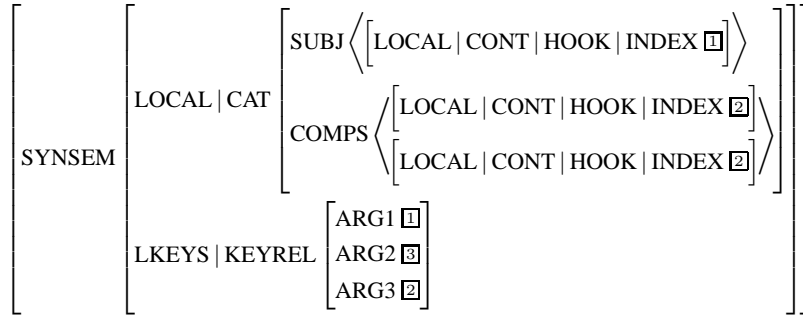 SUBJ ⟨[LOCAL | CONT | HOOK | INDEX 1]⟩
LOCAL | CAT
COMPS ⟨[LOCAL | CONT | HOOK | INDEX 2]
[LOCAL | CONT | HOOK | INDEX 2]⟩
SYNSEM
ARG1 1
LKEYS | KEYREL
ARG2 3
ARG3 2